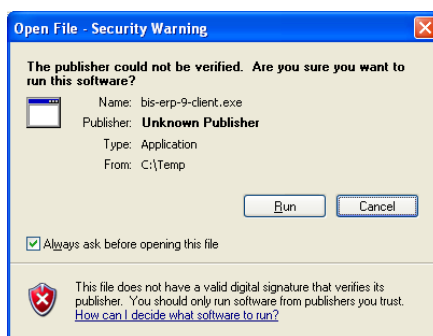 Open File - Security Warning
The publisher could not be verified. Are you sure you want to
run this software?
Name: bis-erp-9-client.exe
Publisher: Unknown Publisher
Type: Application
From: C:\Temp
Run Cancel
Always ask before opening this file
This file does not have a valid digital signature that verifies its
publisher. You should only run software from publishers you trust.
How can I decide what software to run?